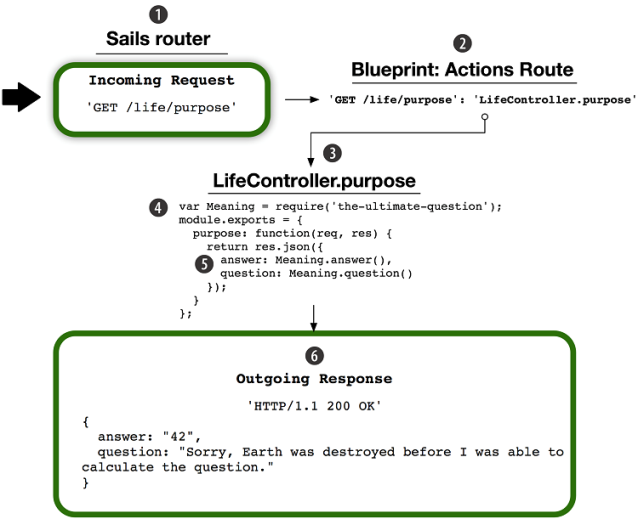 1
Sails router
Incoming Request
'GET /life/purpose'
2
Blueprint: Actions Route
'GET /life/purpose': 'LifeController.purpose'
3
LifeController.purpose
4
var Meaning = require('the-ultimate-question');
module.exports = {
purpose: function(req, res) {
return res.json({
5
answer: Meaning.answer(),
question: Meaning.question()
});
}
};
6
Outgoing Response
'HTTP/1.1 200 OK'
{
answer: "42",
question: "Sorry, Earth was destroyed before I was able to
calculate the question."
}